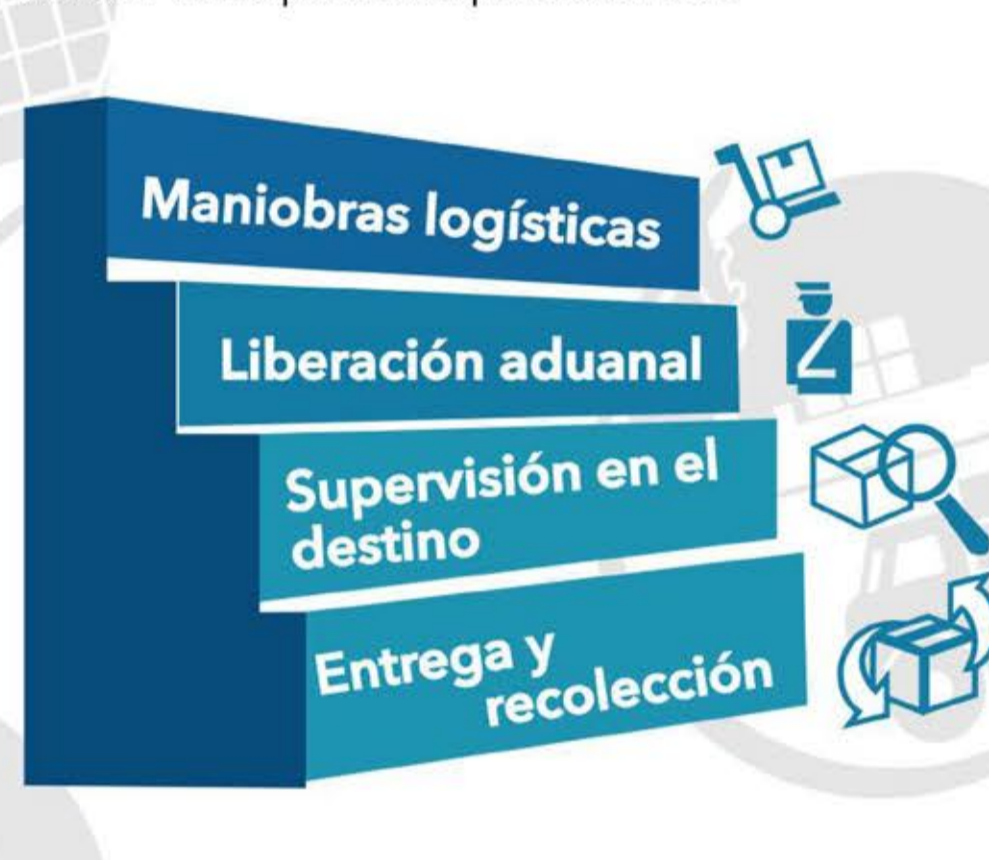 Maniobras logísticas
Liberación aduanal
Supervisión en el
destino
Entrega y
recolección